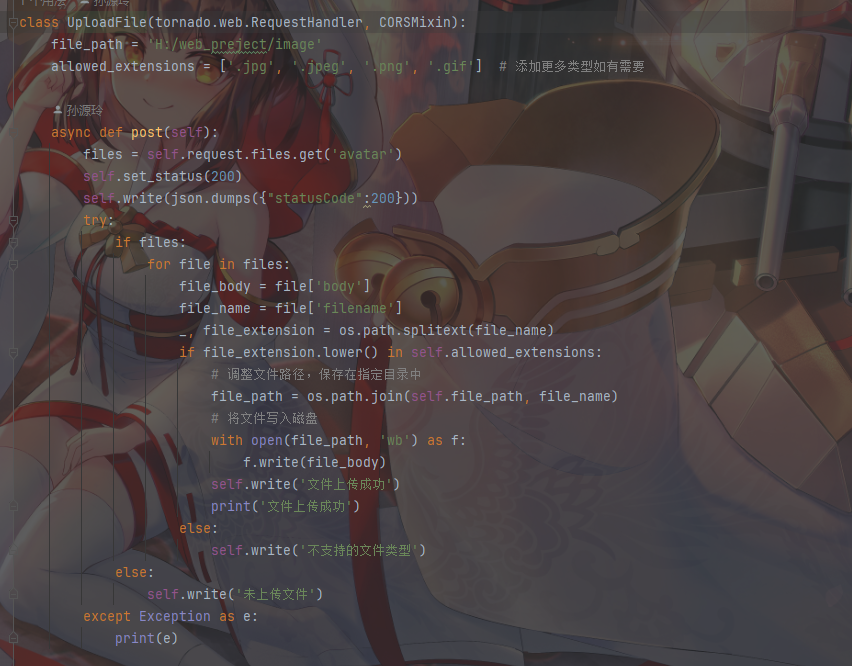 1个用法 孙源玲
class UploadFile(tornado.web.RequestHandler, CORSMixin):
    file_path = 'H:/web_preject/image'
    allowed_extensions = ['.jpg', '.jpeg', '.png', '.gif']  # 添加更多类型如有需要
    孙源玲
    async def post(self):
        files = self.request.files.get('avatar')
        self.set_status(200)
        self.write(json.dumps({"statusCode":200}))
        try:
            if files:
                for file in files:
                    file_body = file['body']
                    file_name = file['filename']
                    _, file_extension = os.path.splitext(file_name)
                    if file_extension.lower() in self.allowed_extensions:
                        # 调整文件路径，保存在指定目录中
                        file_path = os.path.join(self.file_path, file_name)
                        # 将文件写入磁盘
                        with open(file_path, 'wb') as f:
                            f.write(file_body)
                        self.write('文件上传成功')
                        print('文件上传成功')
                    else:
                        self.write('不支持的文件类型')
            else:
                self.write('未上传文件')
        except Exception as e:
            print(e)